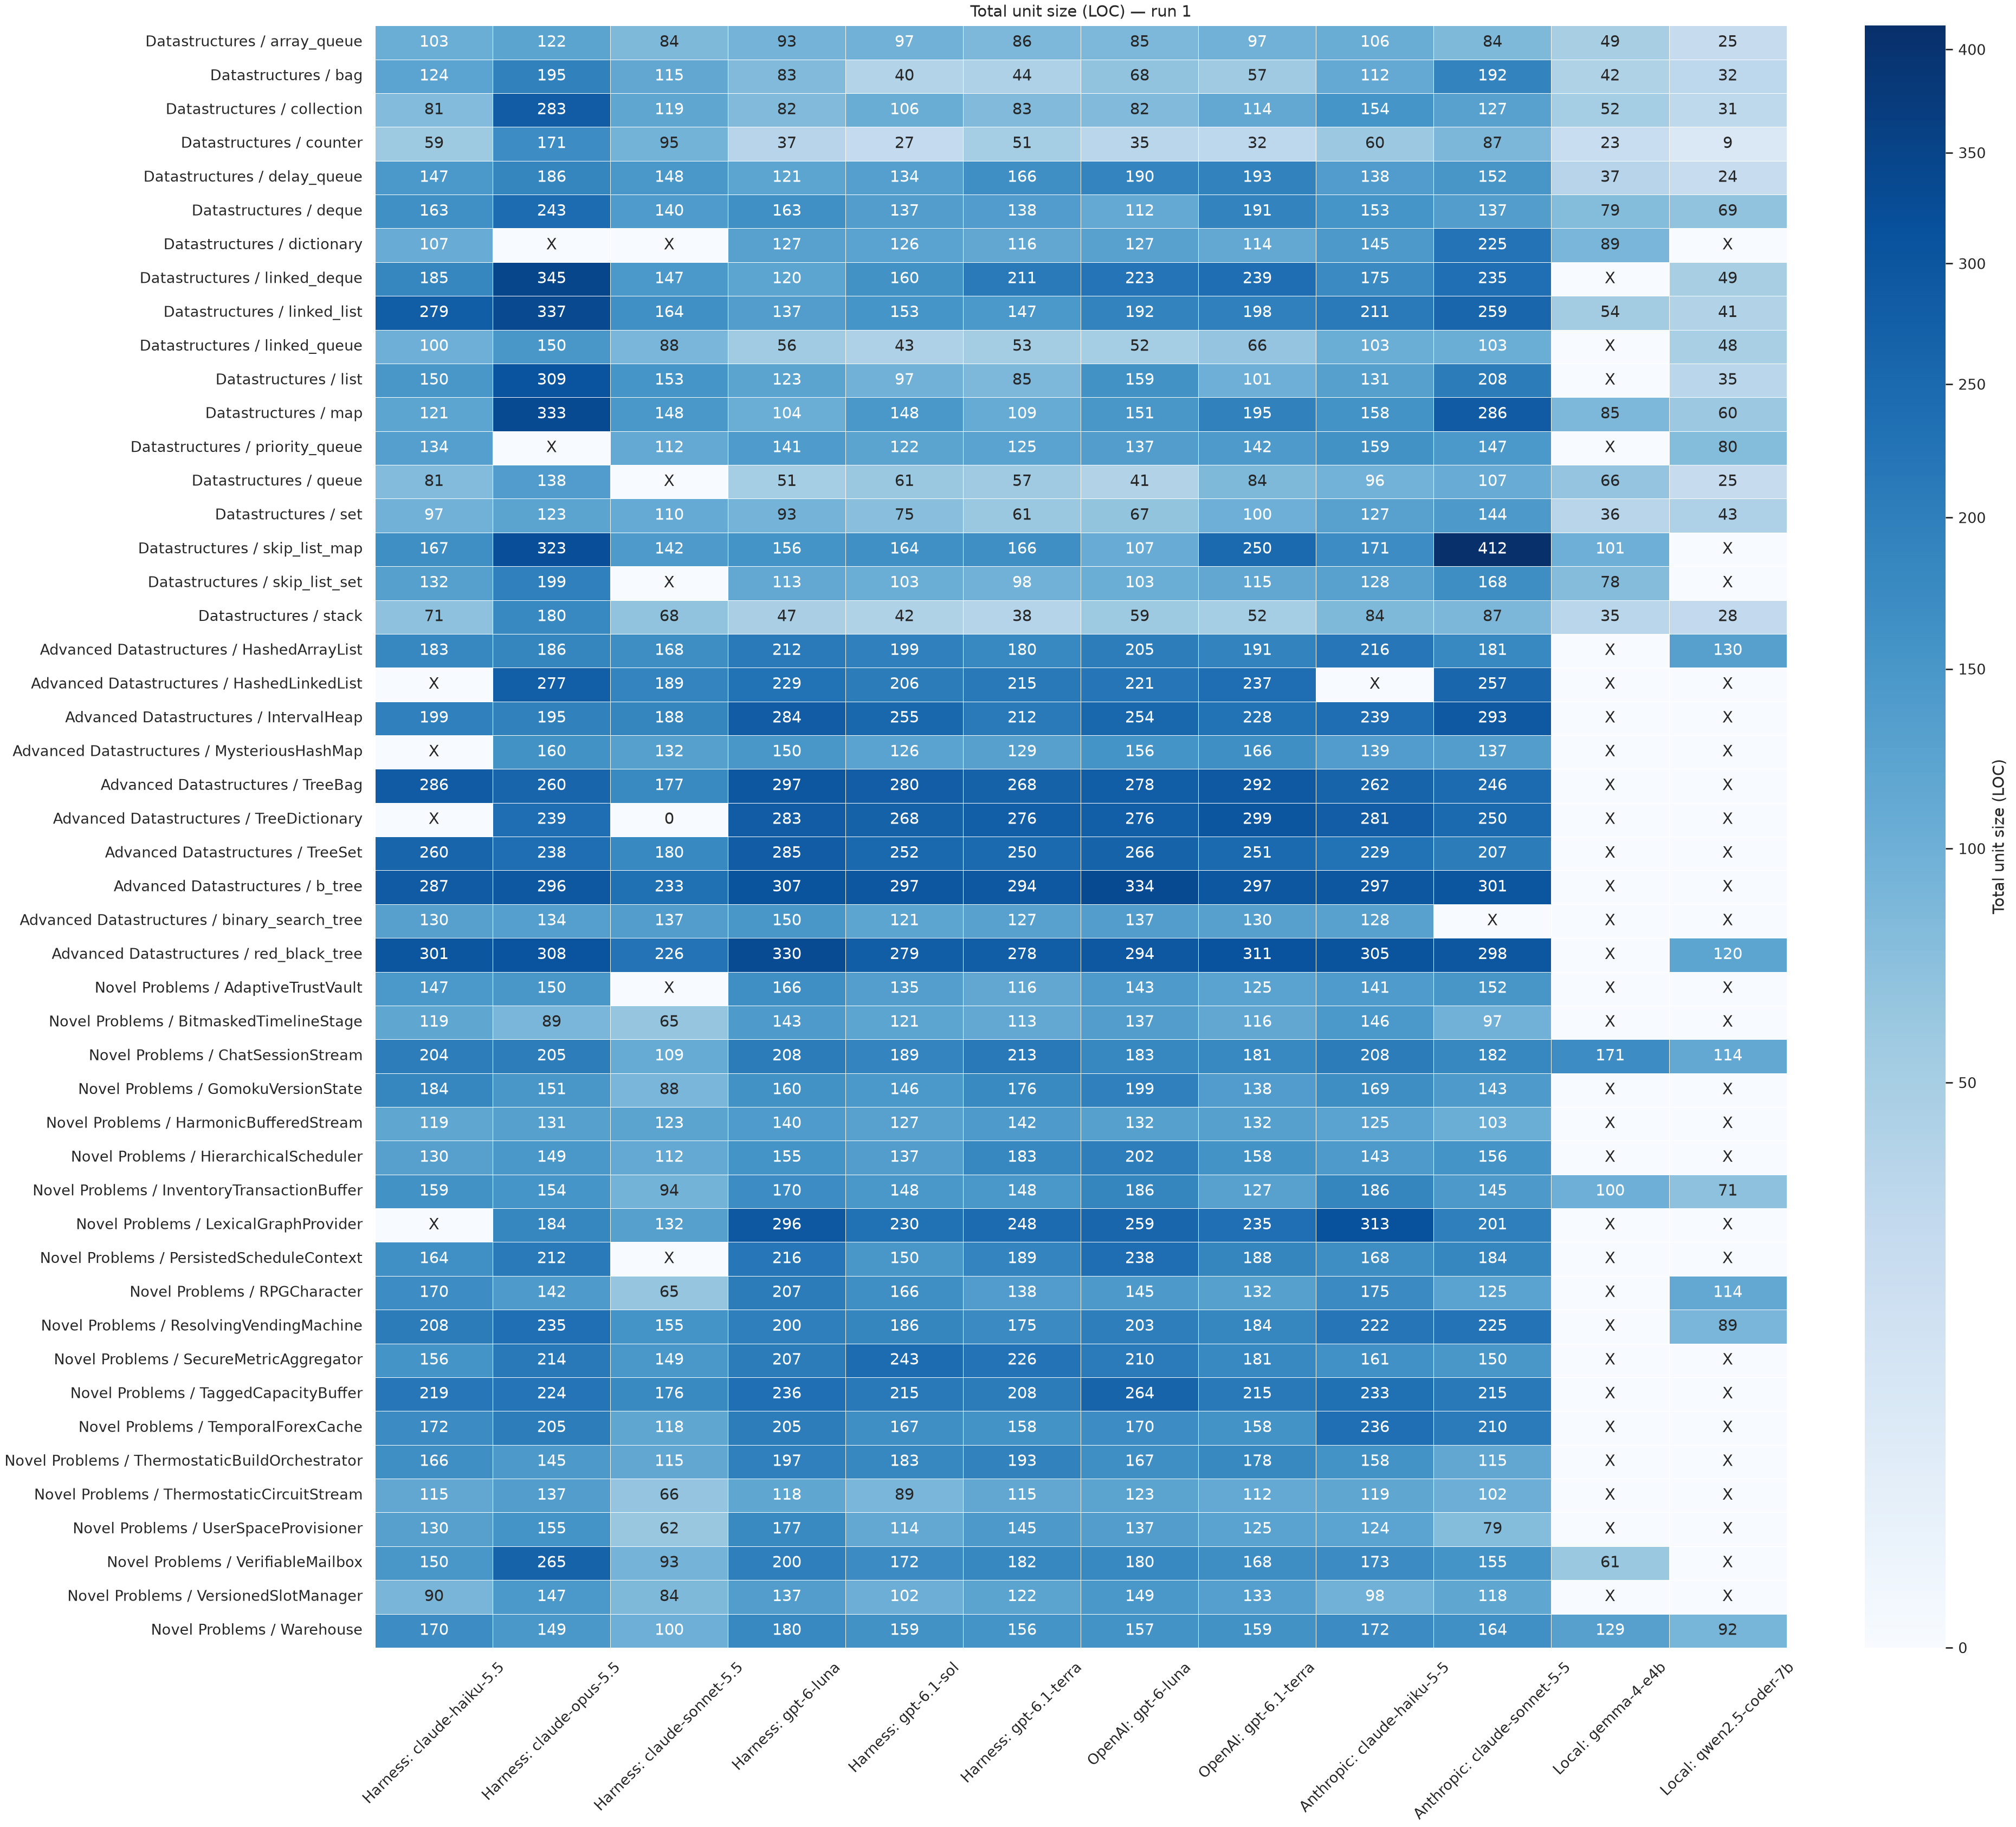 Total unit size (LOC) — run 1
Datastructures / array_queue 103 122 84 93 97 86 85 97 106 84 49 25
Datastructures / bag 124 195 115 83 40 44 68 57 112 192 42 32
Datastructures / collection 81 283 119 82 106 83 82 114 154 127 52 31
Datastructures / counter 59 171 95 37 27 51 35 32 60 87 23 9
Datastructures / delay_queue 147 186 148 121 134 166 190 193 138 152 37 24
Datastructures / deque 163 243 140 163 137 138 112 191 153 137 79 69
Datastructures / dictionary 107 X X 127 126 116 127 114 145 225 89 X
Datastructures / linked_deque 185 345 147 120 160 211 223 239 175 235 X 49
Datastructures / linked_list 279 337 164 137 153 147 192 198 211 259 54 41
Datastructures / linked_queue 100 150 88 56 43 53 52 66 103 103 X 48
Datastructures / list 150 309 153 123 97 85 159 101 131 208 X 35
Datastructures / map 121 333 148 104 148 109 151 195 158 286 85 60
Datastructures / priority_queue 134 X 112 141 122 125 137 142 159 147 X 80
Datastructures / queue 81 138 X 51 61 57 41 84 96 107 66 25
Datastructures / set 97 123 110 93 75 61 67 100 127 144 36 43
Datastructures / skip_list_map 167 323 142 156 164 166 107 250 171 412 101 X
Datastructures / skip_list_set 132 199 X 113 103 98 103 115 128 168 78 X
Datastructures / stack 71 180 68 47 42 38 59 52 84 87 35 28
Advanced Datastructures / HashedArrayList 183 186 168 212 199 180 205 191 216 181 X 130
Advanced Datastructures / HashedLinkedList X 277 189 229 206 215 221 237 X 257 X X
Advanced Datastructures / IntervalHeap 199 195 188 284 255 212 254 228 239 293 X X
Advanced Datastructures / MysteriousHashMap X 160 132 150 126 129 156 166 139 137 X X
Advanced Datastructures / TreeBag 286 260 177 297 280 268 278 292 262 246 X X
Advanced Datastructures / TreeDictionary X 239 0 283 268 276 276 299 281 250 X X
Advanced Datastructures / TreeSet 260 238 180 285 252 250 266 251 229 207 X X
Advanced Datastructures / b_tree 287 296 233 307 297 294 334 297 297 301 X X
Advanced Datastructures / binary_search_tree 130 134 137 150 121 127 137 130 128 X X X
Advanced Datastructures / red_black_tree 301 308 226 330 279 278 294 311 305 298 X 120
Novel Problems / AdaptiveTrustVault 147 150 X 166 135 116 143 125 141 152 X X
Novel Problems / BitmaskedTimelineStage 119 89 65 143 121 113 137 116 146 97 X X
Novel Problems / ChatSessionStream 204 205 109 208 189 213 183 181 208 182 171 114
Novel Problems / GomokuVersionState 184 151 88 160 146 176 199 138 169 143 X X
Novel Problems / HarmonicBufferedStream 119 131 123 140 127 142 132 132 125 103 X X
Novel Problems / HierarchicalScheduler 130 149 112 155 137 183 202 158 143 156 X X
Novel Problems / InventoryTransactionBuffer 159 154 94 170 148 148 186 127 186 145 100 71
Novel Problems / LexicalGraphProvider X 184 132 296 230 248 259 235 313 201 X X
Novel Problems / PersistedScheduleContext 164 212 X 216 150 189 238 188 168 184 X X
Novel Problems / RPGCharacter 170 142 65 207 166 138 145 132 175 125 X 114
Novel Problems / ResolvingVendingMachine 208 235 155 200 186 175 203 184 222 225 X 89
Novel Problems / SecureMetricAggregator 156 214 149 207 243 226 210 181 161 150 X X
Novel Problems / TaggedCapacityBuffer 219 224 176 236 215 208 264 215 233 215 X X
Novel Problems / TemporalForexCache 172 205 118 205 167 158 170 158 236 210 X X
Novel Problems / ThermostaticBuildOrchestrator 166 145 115 197 183 193 167 178 158 115 X X
Novel Problems / ThermostaticCircuitStream 115 137 66 118 89 115 123 112 119 102 X X
Novel Problems / UserSpaceProvisioner 130 155 62 177 114 145 137 125 124 79 X X
Novel Problems / VerifiableMailbox 150 265 93 200 172 182 180 168 173 155 61 X
Novel Problems / VersionedSlotManager 90 147 84 137 102 122 149 133 98 118 X X
Novel Problems / Warehouse 170 149 100 180 159 156 157 159 172 164 129 92
Harness: claude-haiku-5.5
Harness: claude-opus-5.5
Harness: claude-sonnet-5.5
Harness: gpt-6-luna
Harness: gpt-6.1-sol
Harness: gpt-6.1-terra
OpenAI: gpt-6-luna
OpenAI: gpt-6.1-terra
Anthropic: claude-haiku-5-5
Anthropic: claude-sonnet-5-5
Local: gemma-4-e4b
Local: qwen2.5-coder-7b
400
350
300
250
200
150
100
50
0
Total unit size (LOC)